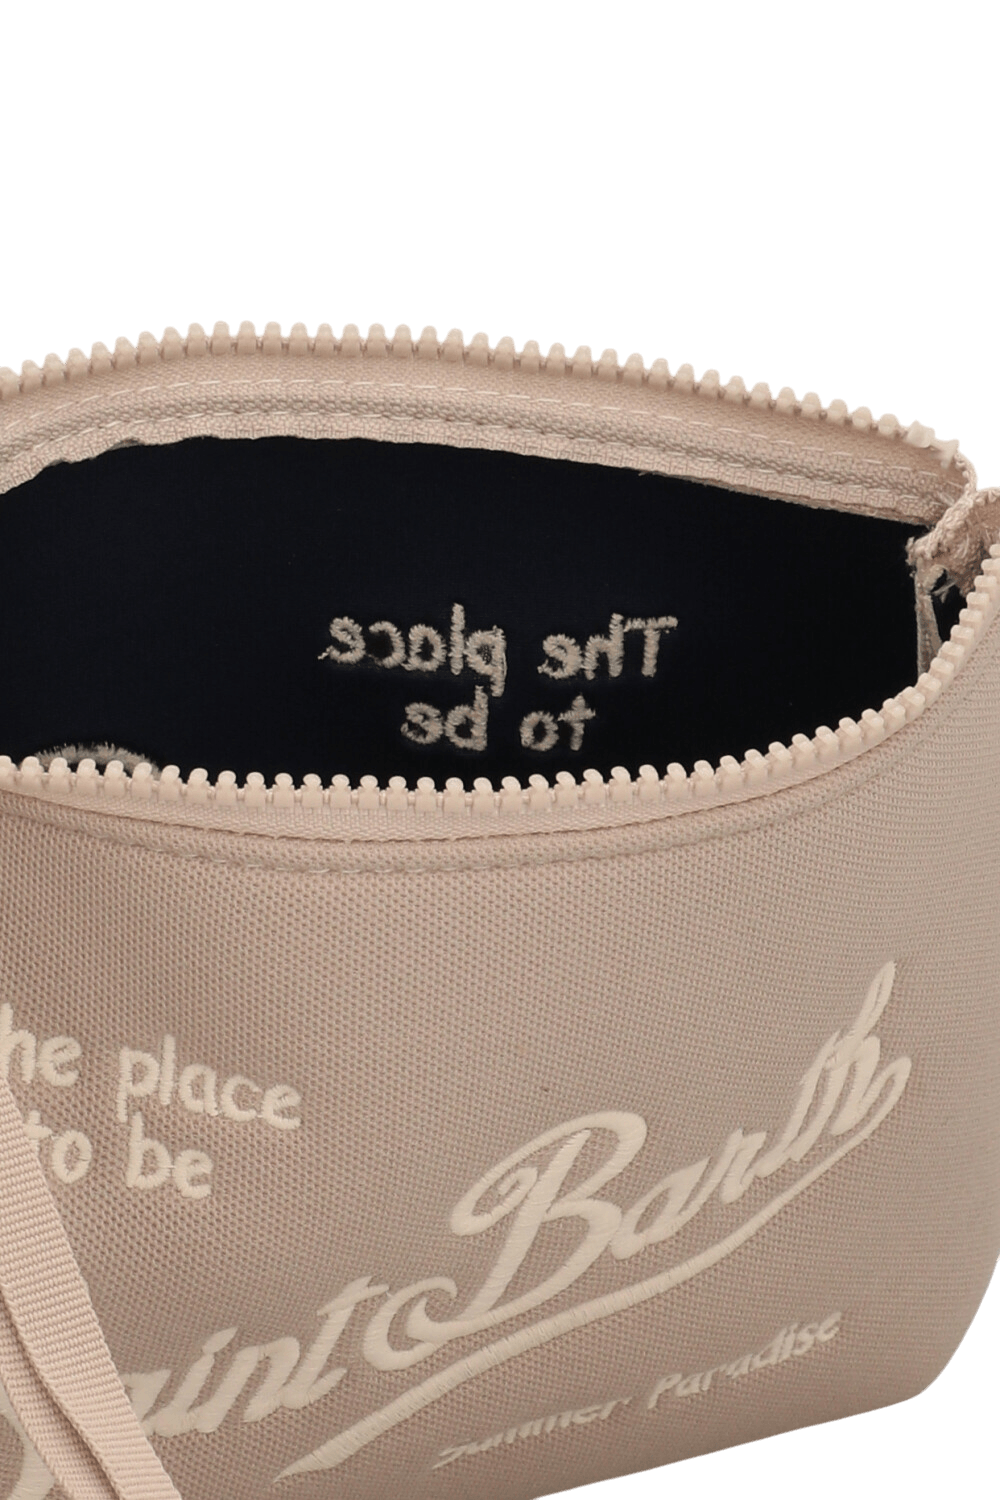 The place
to be
he place
to be
aint Barth
Summer Paradise